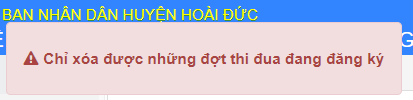 BAN NHÂN DÂN HUYỆN HOÀI ĐỨC
Chỉ xóa được những đợt thi đua đang đăng ký